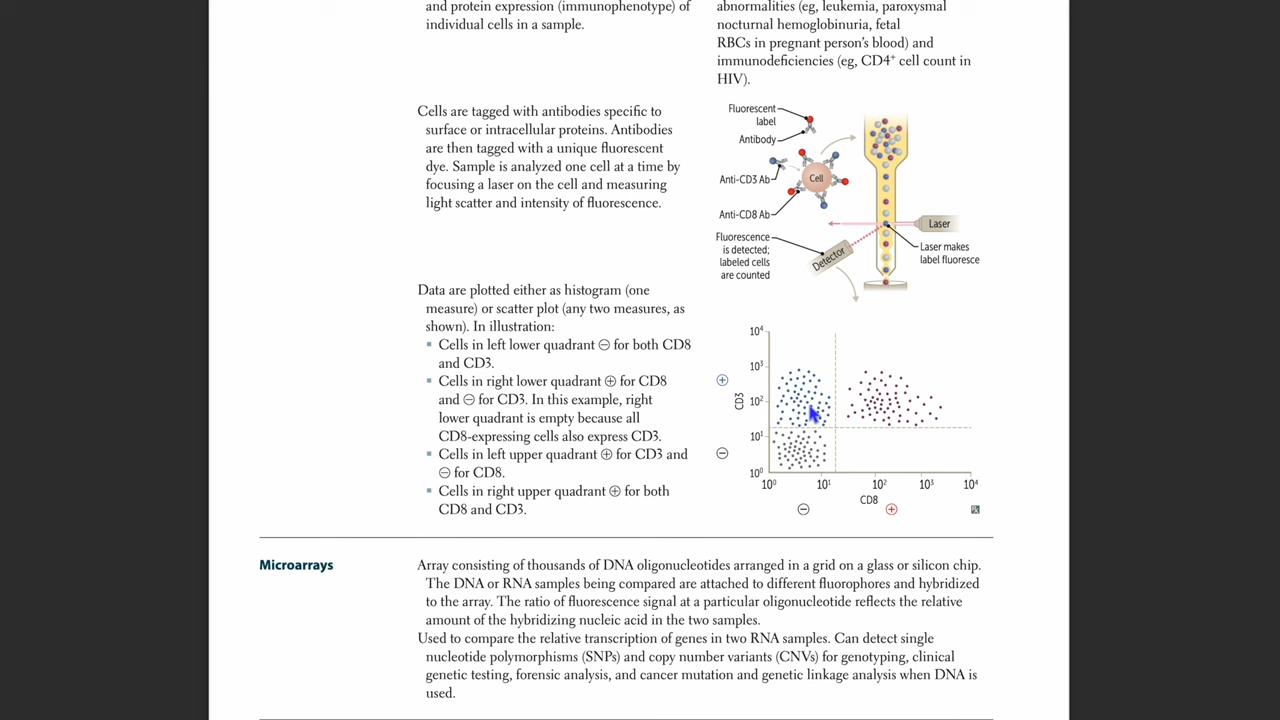 and protein expression (immunophenotype) of
individual cells in a sample.
abnormalities (eg, leukemia, paroxysmal
nocturnal hemoglobinuria, fetal
RBCs in pregnant person's blood) and
immunodeficiencies (eg, CD4⁺ cell count in
HIV).
Cells are tagged with antibodies specific to
surface or intracellular proteins. Antibodies
are then tagged with a unique fluorescent
dye. Sample is analyzed one cell at a time by
focusing a laser on the cell and measuring
light scatter and intensity of fluorescence.
Fluorescent
label
Antibody
Anti-CD3 Ab
Cell
Anti-CD8 Ab
Fluorescence
is detected;
labeled cells
are counted
Detector
Laser
Laser makes
label fluoresce
Data are plotted either as histogram (one
measure) or scatter plot (any two measures, as
shown). In illustration:
▪ Cells in left lower quadrant ⊖ for both CD8
and CD3.
▪ Cells in right lower quadrant ⊕ for CD8
and ⊖ for CD3. In this example, right
lower quadrant is empty because all
CD8-expressing cells also express CD3.
▪ Cells in left upper quadrant ⊕ for CD3 and
⊖ for CD8.
▪ Cells in right upper quadrant ⊕ for both
CD8 and CD3.
10⁴
10³
10²
10¹
10⁰
⊕
⊖
CD3
10⁰ 10¹ 10² 10³ 10⁴
CD8
⊖ ⊕
Microarrays
Array consisting of thousands of DNA oligonucleotides arranged in a grid on a glass or silicon chip.
The DNA or RNA samples being compared are attached to different fluorophores and hybridized
to the array. The ratio of fluorescence signal at a particular oligonucleotide reflects the relative
amount of the hybridizing nucleic acid in the two samples.
Used to compare the relative transcription of genes in two RNA samples. Can detect single
nucleotide polymorphisms (SNPs) and copy number variants (CNVs) for genotyping, clinical
genetic testing, forensic analysis, and cancer mutation and genetic linkage analysis when DNA is
used.